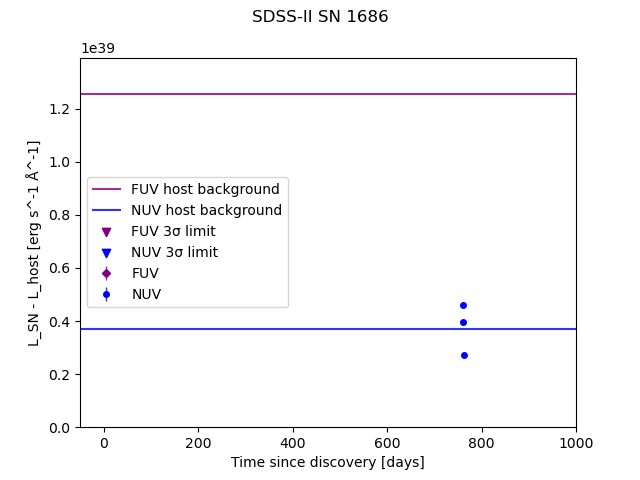 SDSS-II SN 1686
1e39
1.2
1.0
0.8
0.6
0.4
0.2
0.0
L_SN - L_host [erg s^-1 Å^-1]
FUV host background
NUV host background
FUV 3σ limit
NUV 3σ limit
FUV
NUV
0 200 400 600 800 1000
Time since discovery [days]